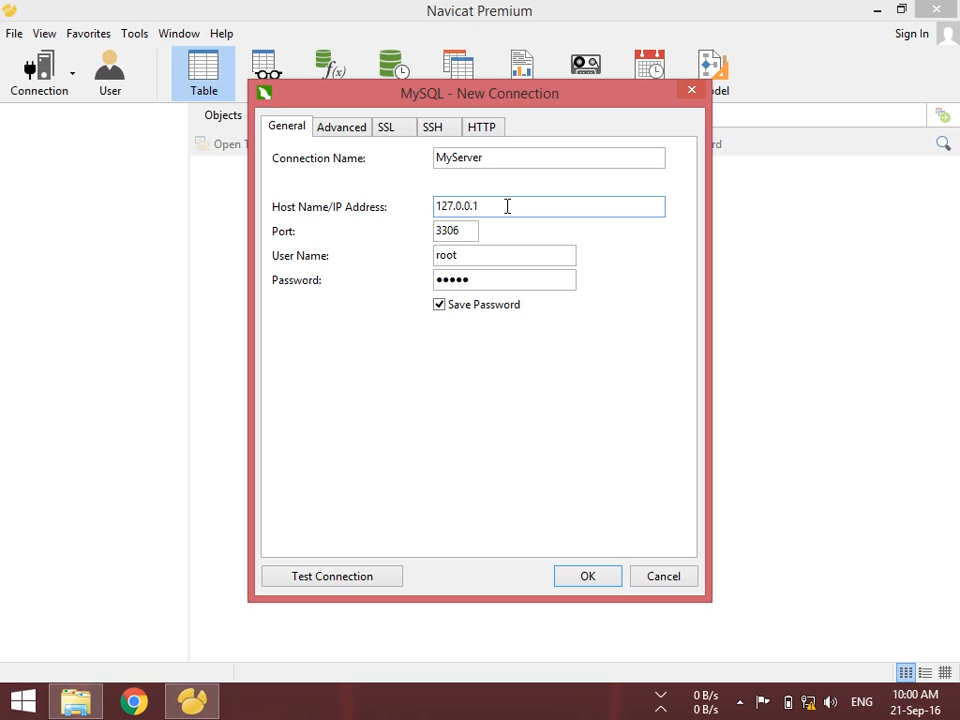 Navicat Premium
File View Favorites Tools Window Help Sign In
Connection User Table
MySQL - New Connection
Objects
General Advanced SSL SSH HTTP
Open
Connection Name: MyServer
Host Name/IP Address: 127.0.0.1
Port: 3306
User Name: root
Password: •••••
Save Password
Test Connection OK Cancel
0 B/s
0 B/s
ENG
10:00 AM
21-Sep-16